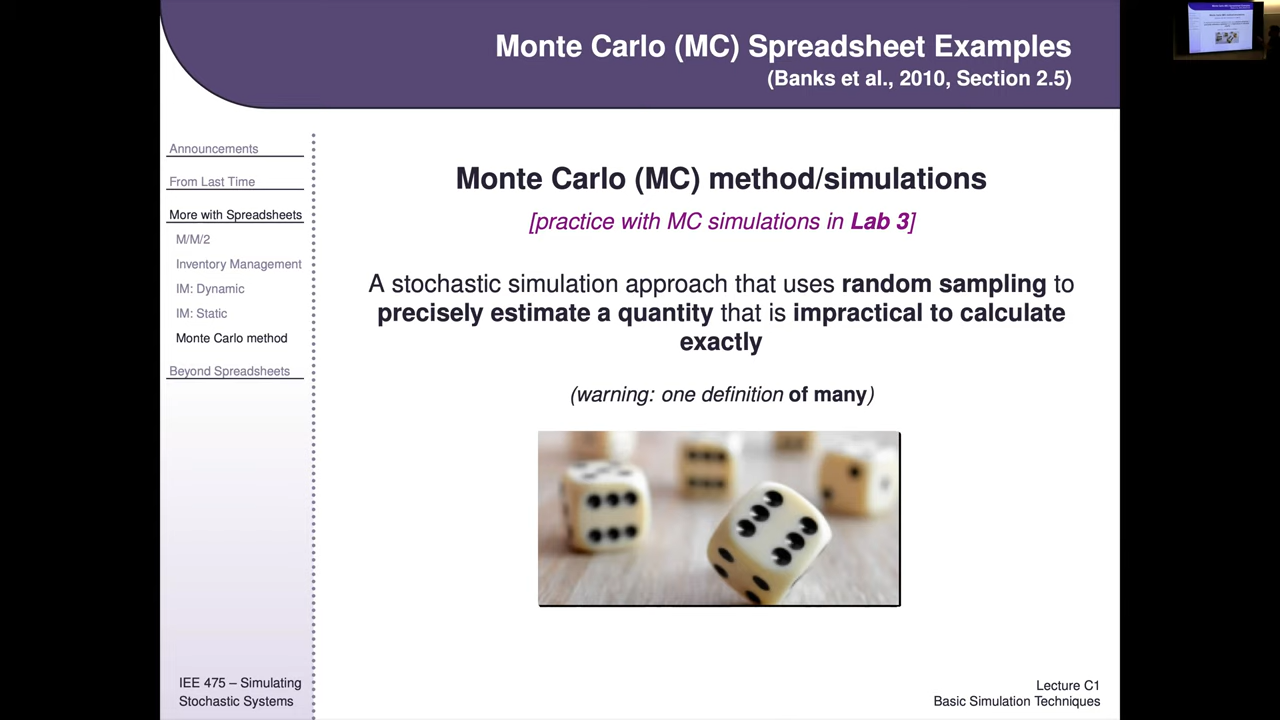 Monte Carlo (MC) Spreadsheet Examples
(Banks et al., 2010, Section 2.5)
Announcements
From Last Time
More with Spreadsheets
M/M/2
Inventory Management
IM: Dynamic
IM: Static
Monte Carlo method
Beyond Spreadsheets
Monte Carlo (MC) method/simulations
[practice with MC simulations in Lab 3]
A stochastic simulation approach that uses random sampling to
precisely estimate a quantity that is impractical to calculate
exactly
(warning: one definition of many)
IEE 475 – Simulating
Stochastic Systems
Lecture C1
Basic Simulation Techniques